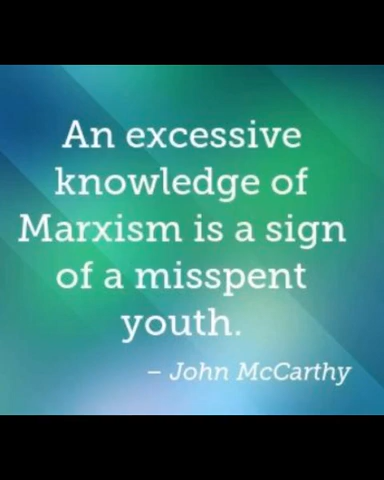 An excessive
knowledge of
Marxism is a sign
of a misspent
youth.
– John McCarthy